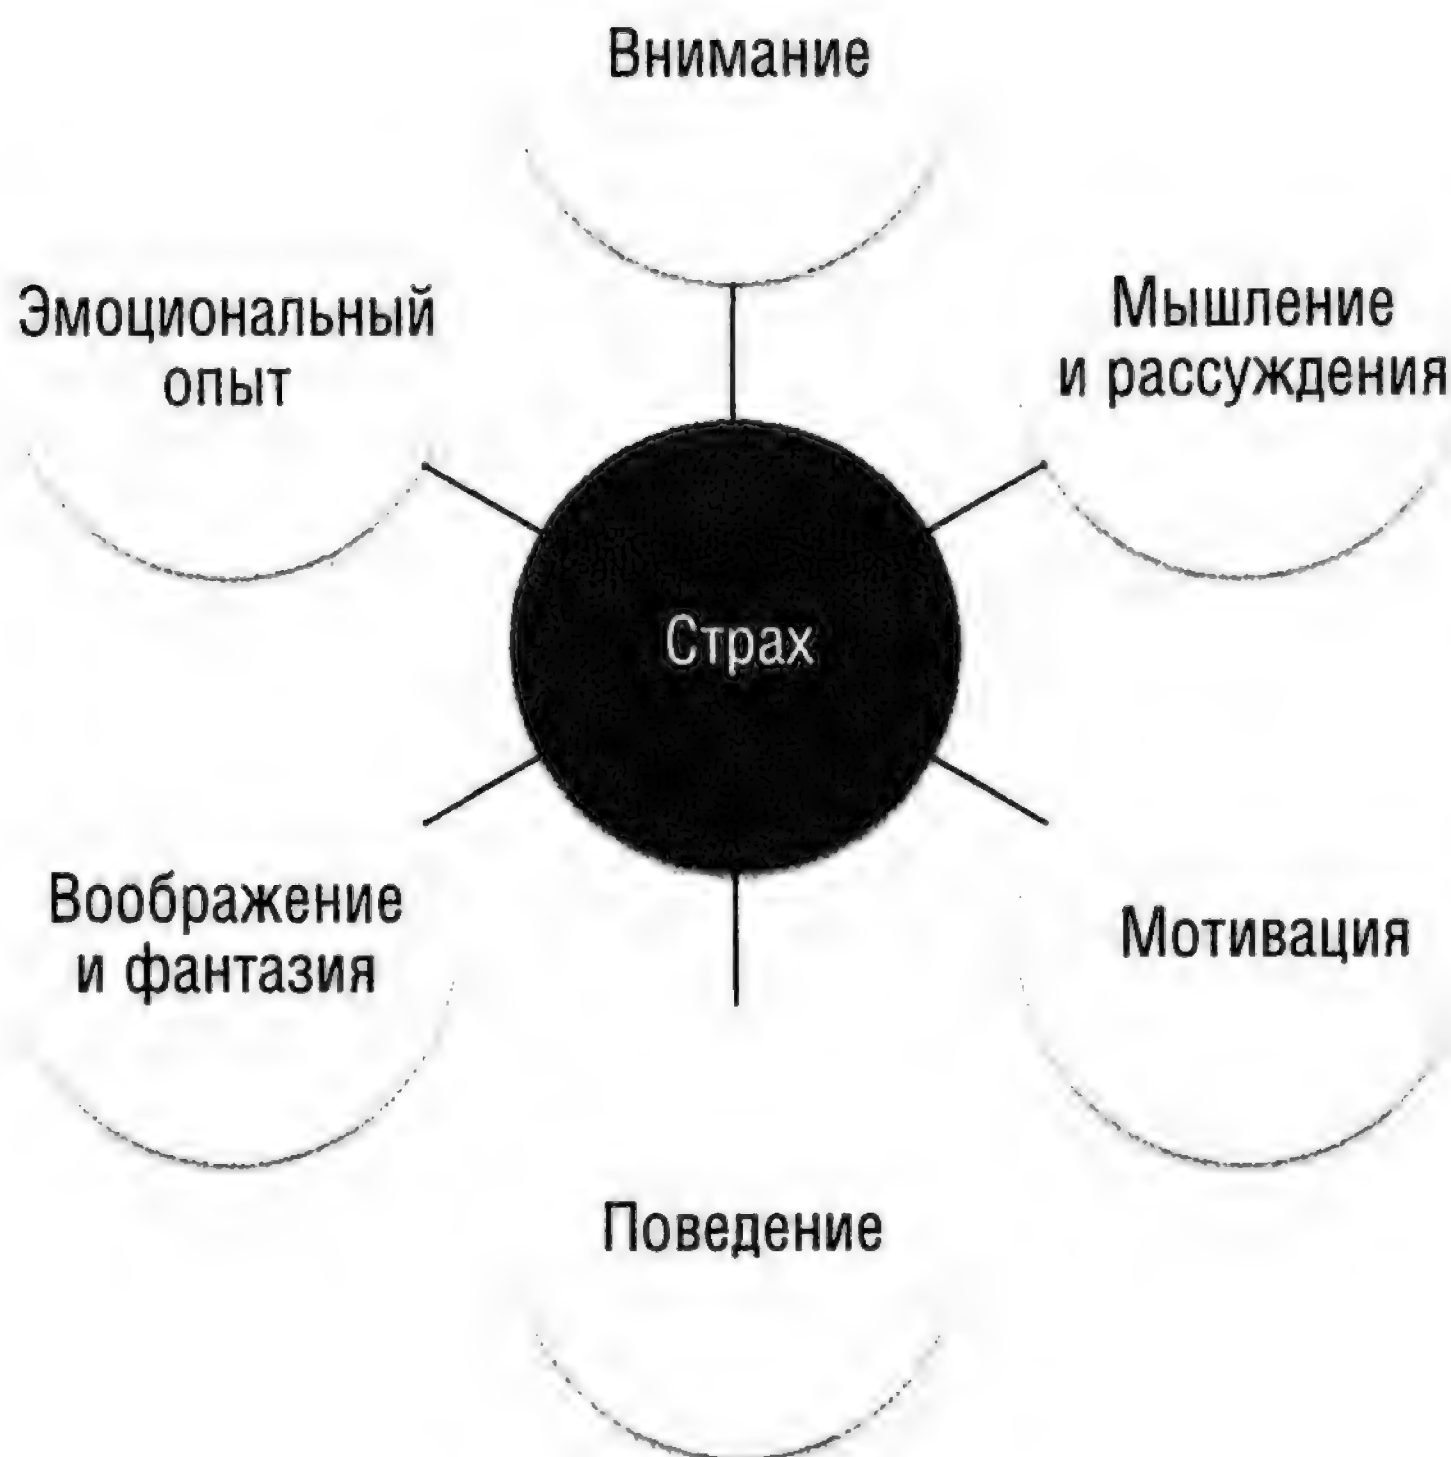 Внимание
Эмоциональный
опыт
Мышление
и рассуждения
Страх
Воображение
и фантазия
Мотивация
Поведение